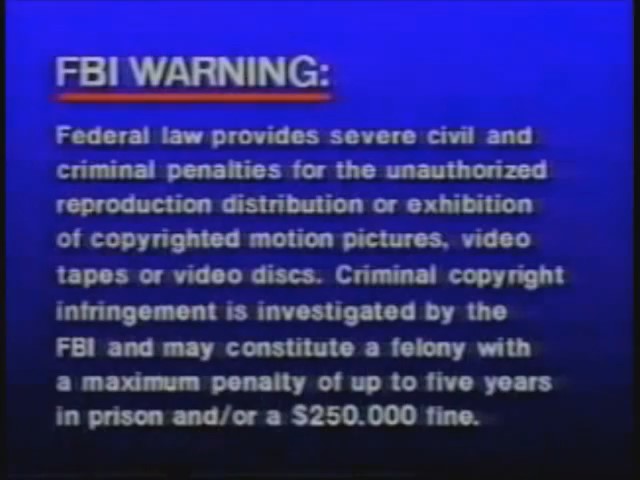 FBI WARNING:
Federal law provides severe civil and
criminal penalties for the unauthorized
reproduction distribution or exhibition
of copyrighted motion pictures, video
tapes or video discs. Criminal copyright
infringement is investigated by the
FBI and may constitute a felony with
a maximum penalty of up to five years
in prison and/or a $250.000 fine.